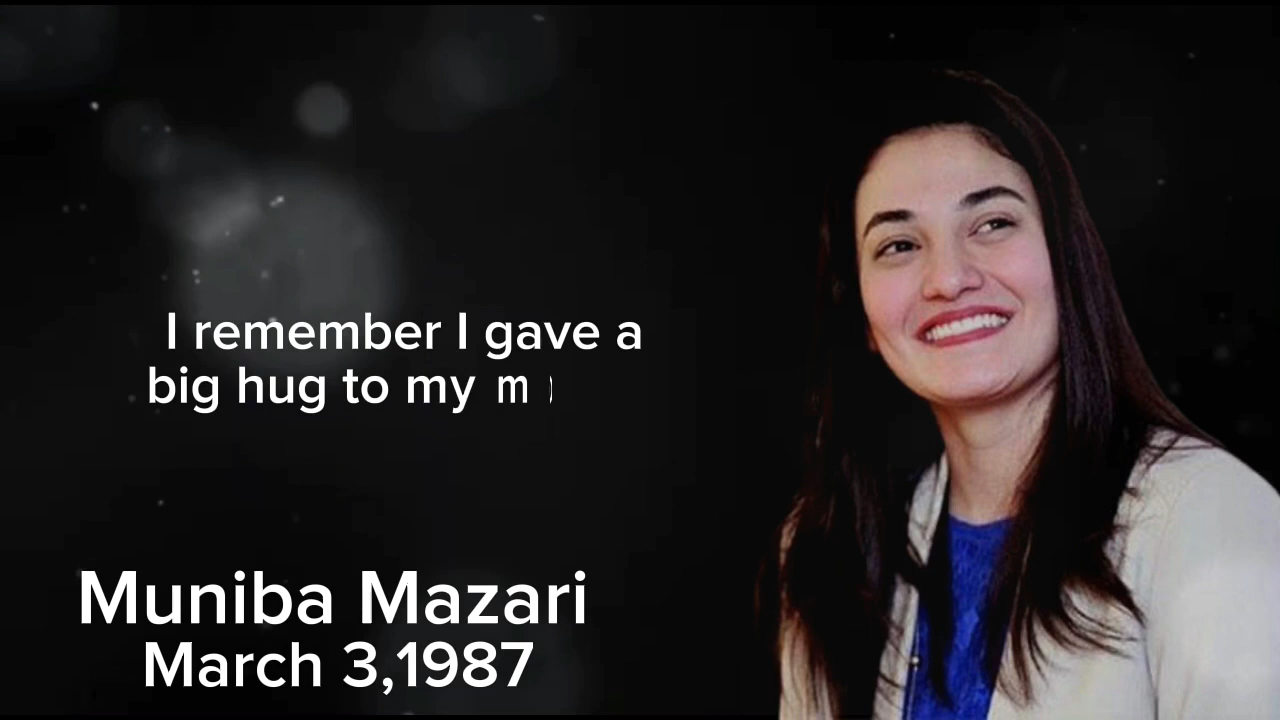 I remember I gave a
big hug to my
Muniba Mazari
March 3,1987